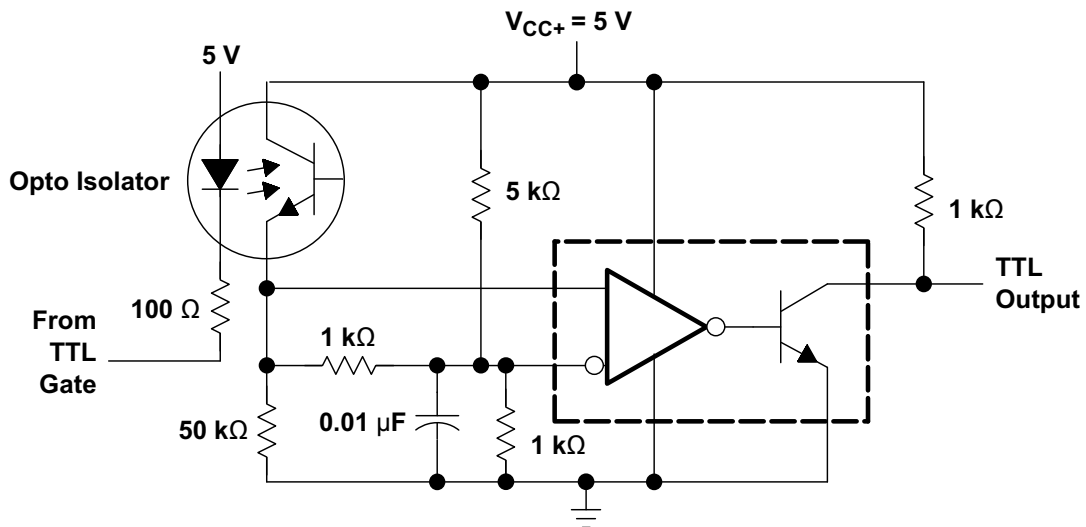 V CC+ = 5 V
5 V
Opto Isolator
5 kΩ
1 kΩ
TTL
Output
100 Ω
From
TTL
Gate
1 kΩ
50 kΩ
0.01 µF
1 kΩ